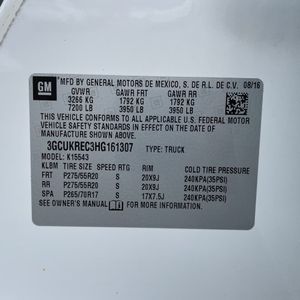 GM
MFD BY GENERAL MOTORS DE MEXICO, S. DE R.L. DE C.V. 08/16
GVWR GAWR FRT GAWR RR
3266 KG 1792 KG 1792 KG
7200 LB 3950 LB 3950 LB
THIS VEHICLE CONFORMS TO ALL APPLICABLE U.S. FEDERAL
MOTOR VEHICLE SAFETY STANDARDS IN
EFFECT ON THE DATE OF MANUFACTURE SHOWN ABOVE.
3GCUKREC3HG161307 TYPE: TRUCK
MODEL: K15543
KLBM TIRE SIZE SPEED RTG RIM COLD TIRE PRESSURE
FRT P275/55R20 S 20X9J 240KPA(35PSI)
RR P275/55R20 S 20X9J 240KPA(35PSI)
SPA P265/70R17 S 17X7.5J 240KPA(35PSI)
SEE OWNER'S MANUAL FOR ADDITIONAL INFORMATION.